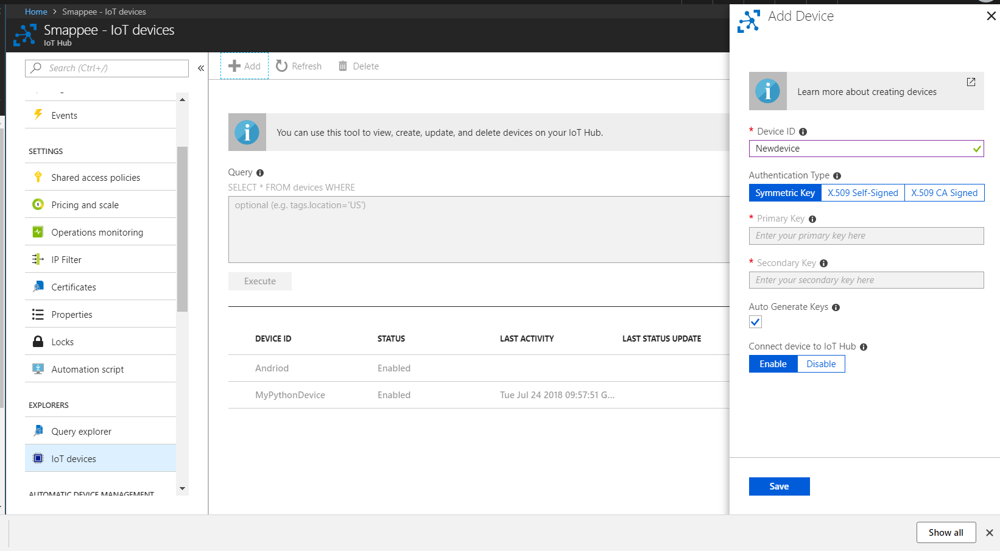 Home > Smappee - IoT devices
Smappee - IoT devices
IoT Hub
Search (Ctrl+/)
«
Events
SETTINGS
Shared access policies
Pricing and scale
Operations monitoring
IP Filter
Certificates
Properties
Locks
Automation script
EXPLORERS
Query explorer
IoT devices
AUTOMATIC DEVICE MANAGEMENT
Add Refresh Delete
You can use this tool to view, create, update, and delete devices on your IoT Hub.
Query
SELECT * FROM devices WHERE
optional (e.g. tags.location='US')
Execute
DEVICE ID STATUS LAST ACTIVITY LAST STATUS UPDATE
Andriod Enabled
MyPythonDevice Enabled Tue Jul 24 2018 09:57:51 G...
Add Device
Learn more about creating devices
* Device ID
Newdevice
Authentication Type
Symmetric Key X.509 Self-Signed X.509 CA Signed
* Primary Key
Enter your primary key here
* Secondary Key
Enter your secondary key here
Auto Generate Keys
Connect device to IoT Hub
Enable Disable
Save
Show all